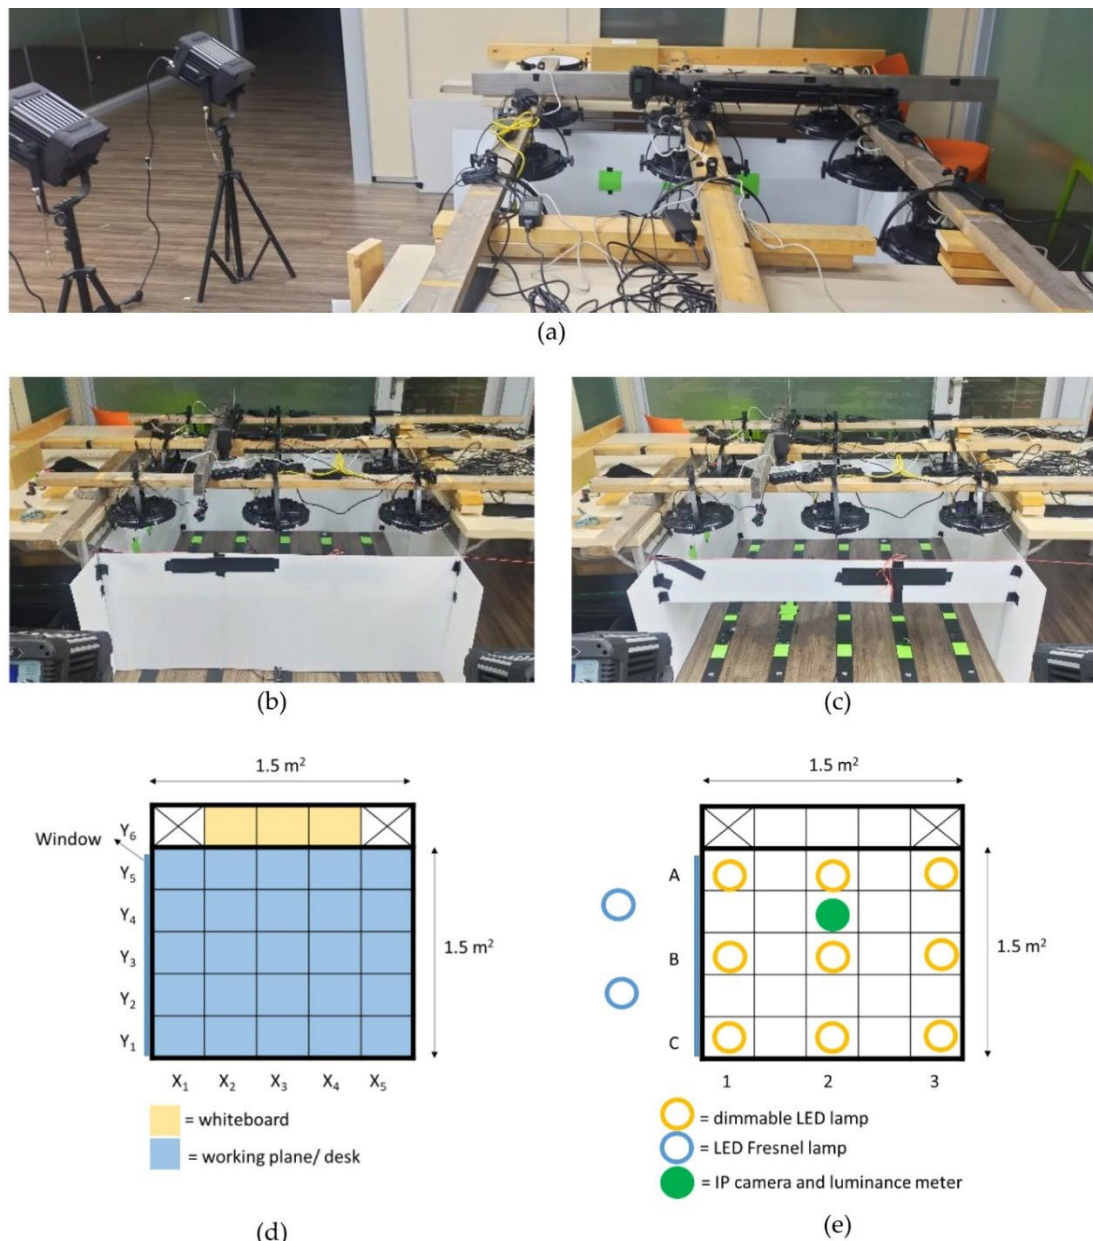 (a)
(b)
(c)
1.5 m²
Window
Y₆
Y₅
Y₄
Y₃
Y₂
Y₁
1.5 m²
X₁ X₂ X₃ X₄ X₅
= whiteboard
= working plane/ desk
(d)
1.5 m²
A
B
C
1.5 m²
1 2 3
= dimmable LED lamp
= LED Fresnel lamp
= IP camera and luminance meter
(e)